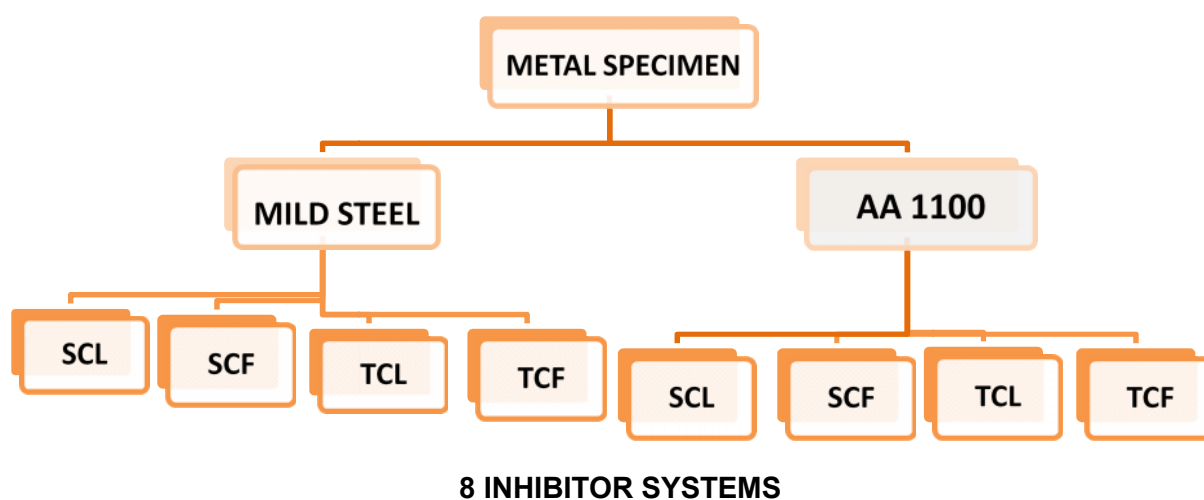 METAL SPECIMEN
MILD STEEL
AA 1100
SCL
SCF
TCL
TCF
SCL
SCF
TCL
TCF
8 INHIBITOR SYSTEMS